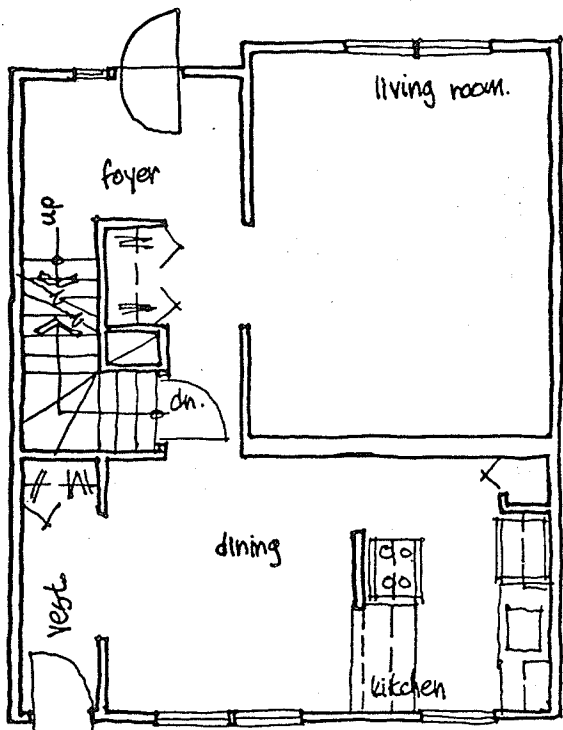 living room.
foyer
up
dn.
dining
vest.
kitchen